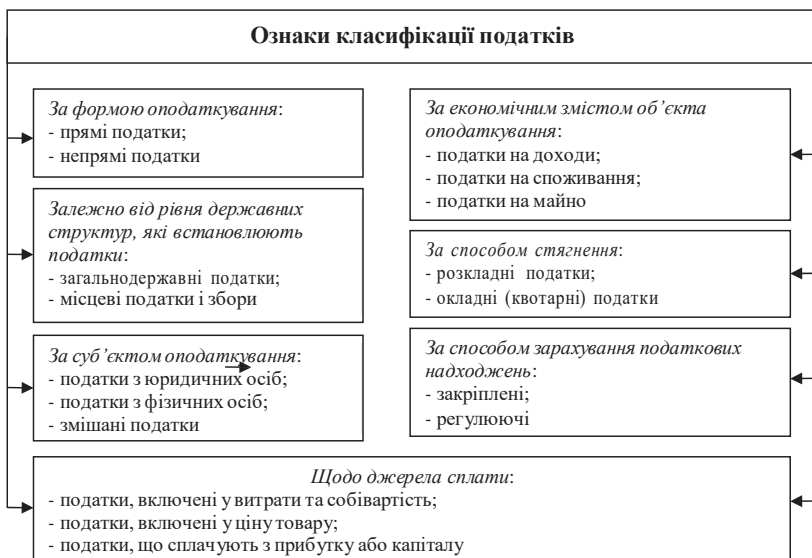 Ознаки класифікації податків
За формою оподаткування:
- прямі податки;
- непрямі податки
Залежно від рівня державних
структур, які встановлюють
податки:
- загальнодержавні податки;
- місцеві податки і збори
За суб’єктом оподаткування:
- податки з юридичних осіб;
- податки з фізичних осіб;
- змішані податки
За економічним змістом об’єкта
оподаткування:
- податки на доходи;
- податки на споживання;
- податки на майно
За способом стягнення:
- розкладні податки;
- окладні (квотарні) податки
За способом зарахування податкових
надходжень:
- закріплені;
- регулюючі
Щодо джерела сплати:
- податки, включені у витрати та собівартість;
- податки, включені у ціну товару;
- податки, що сплачують з прибутку або капіталу